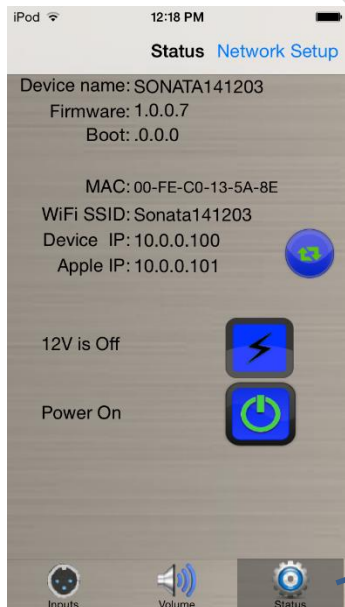 iPod 12:18 PM
Status Network Setup
Device name: SONATA141203
Firmware: 1.0.0.7
Boot: .0.0.0
MAC: 00-FE-C0-13-5A-8E
WiFi SSID: Sonata141203
Device IP: 10.0.0.100
Apple IP: 10.0.0.101
12V is Off
Power On
Inputs Volume Status